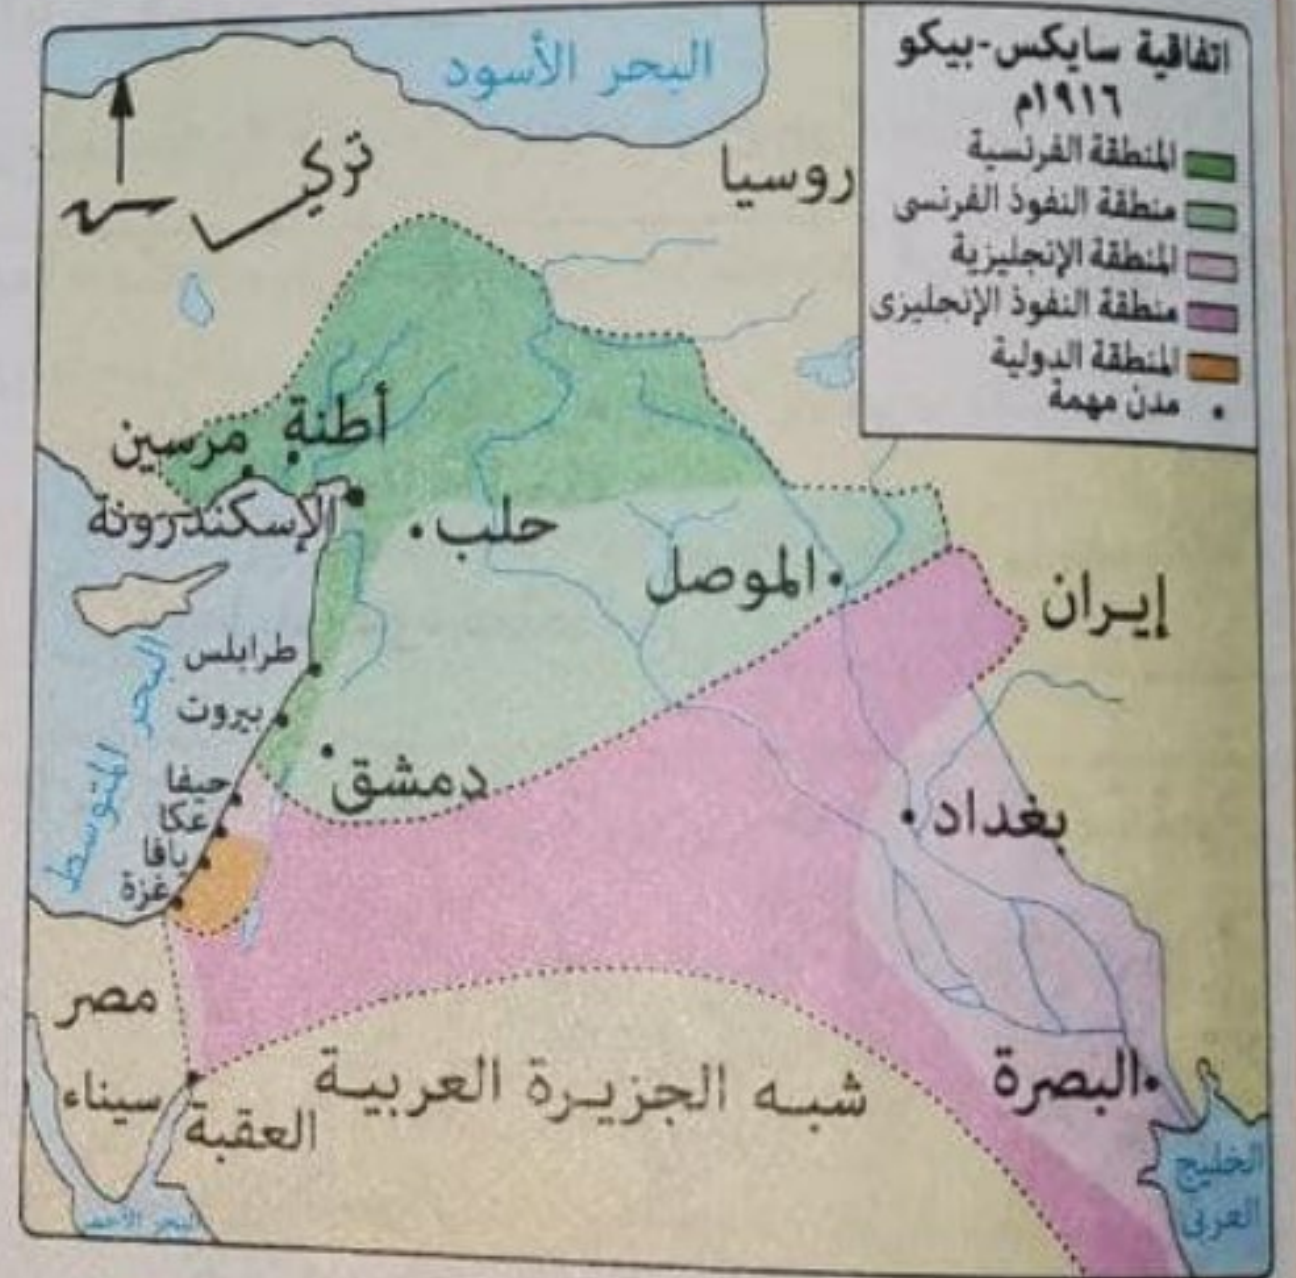 اتفاقية سايكس-بيكو
١٩١٦م
المنطقة الفرنسية
منطقة النفوذ الفرنسى
المنطقة الإنجليزية
منطقة النفوذ الإنجليزى
المنطقة الدولية
مدن مهمة
البحر الأسود
روسيا
تركيا
ش
أطنة
مرسين
الإسكندرونة
حلب
الموصل
إيران
طرابلس
بيروت
البحر المتوسط
دمشق
حيفا
عكا
يافا
غزة
بغداد
مصر
سيناء
العقبة
شبه الجزيرة العربية
البصرة
الخليج
العربى
البحر الأحمر